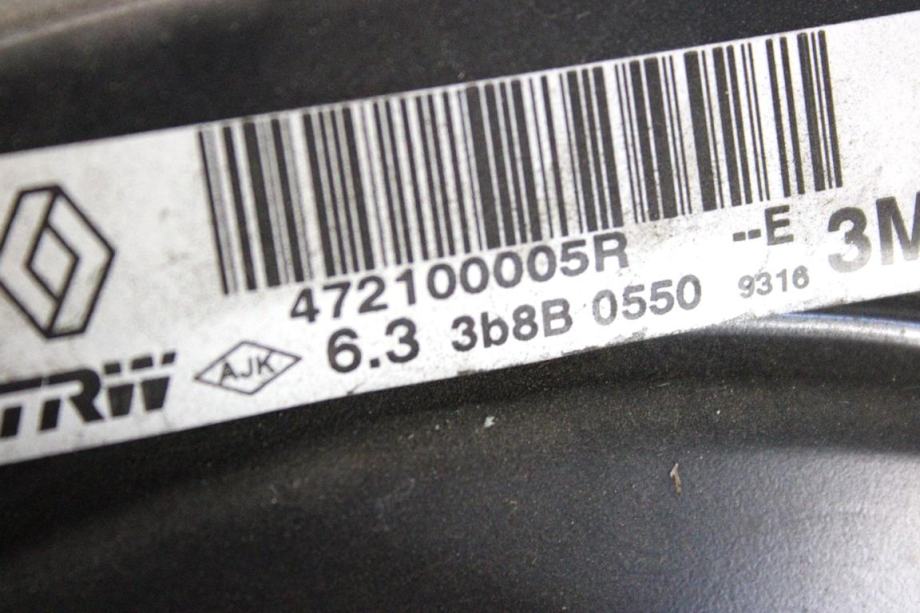 472100005R --E 3M
TRW AJK 6.3 3b8B 0550 9316